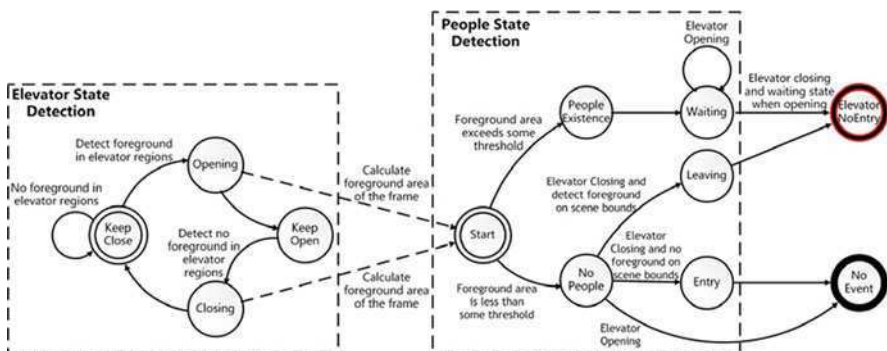 Elevator State
Detection
No foreground in
elevator regions
Keep
Close
Detect foreground
in elevator regions
Opening
Keep
Open
Detect no
foreground in
elevator
regions
Closing
Calculate
foreground area
of the frame
Calculate
foreground area
of the frame
People State
Detection
Start
Foreground area
exceeds some
threshold
People
Existence
Elevator
Opening
Waiting
Elevator closing
and waiting state
when opening
Elevator
NoEntry
Elevator Closing and
detect foreground
on scene bounds
Leaving
Foreground area
is less than
some threshold
No
People
Elevator
Closing and no
foreground on
scene bounds
Entry
Elevator
Opening
No
Event